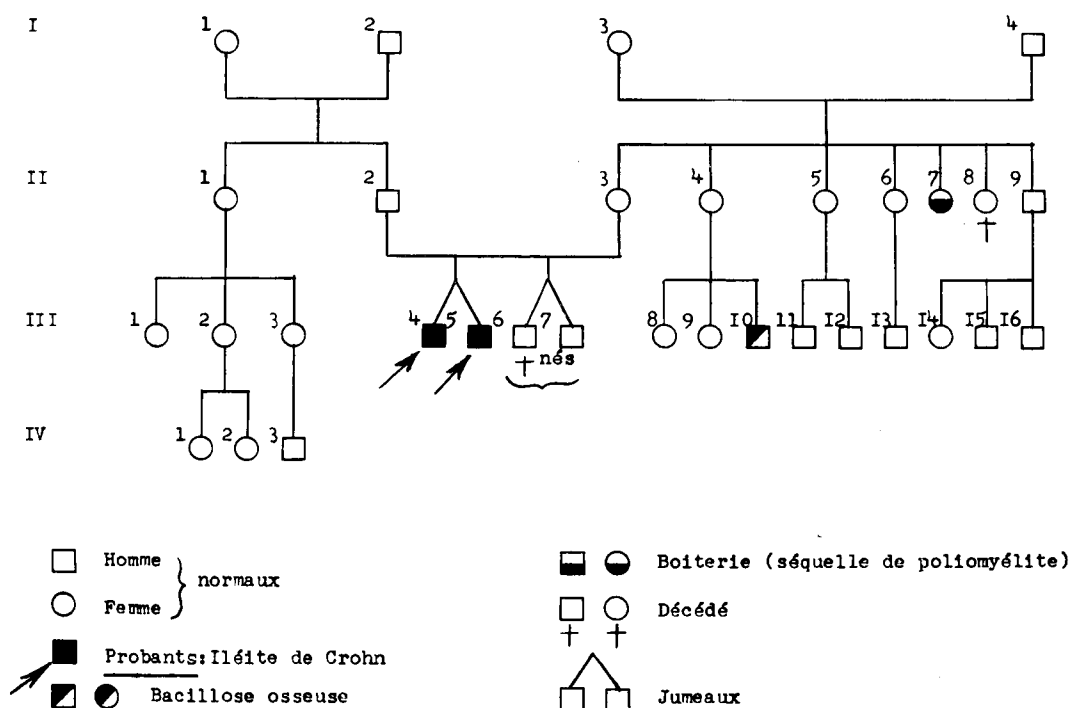 I 1 2 3 4
II 1 2 3 4 5 6 7 8 9
†
III 1 2 3 4 5 6 7 8 9 I0 11 I2 I3 I4 I5 I6
† nés
IV 1 2 3
Homme
Femme
normaux
Probants: Iléite de Crohn
Bacillose osseuse
Boiterie (séquelle de poliomyélite)
Décédé
† †
Jumeaux